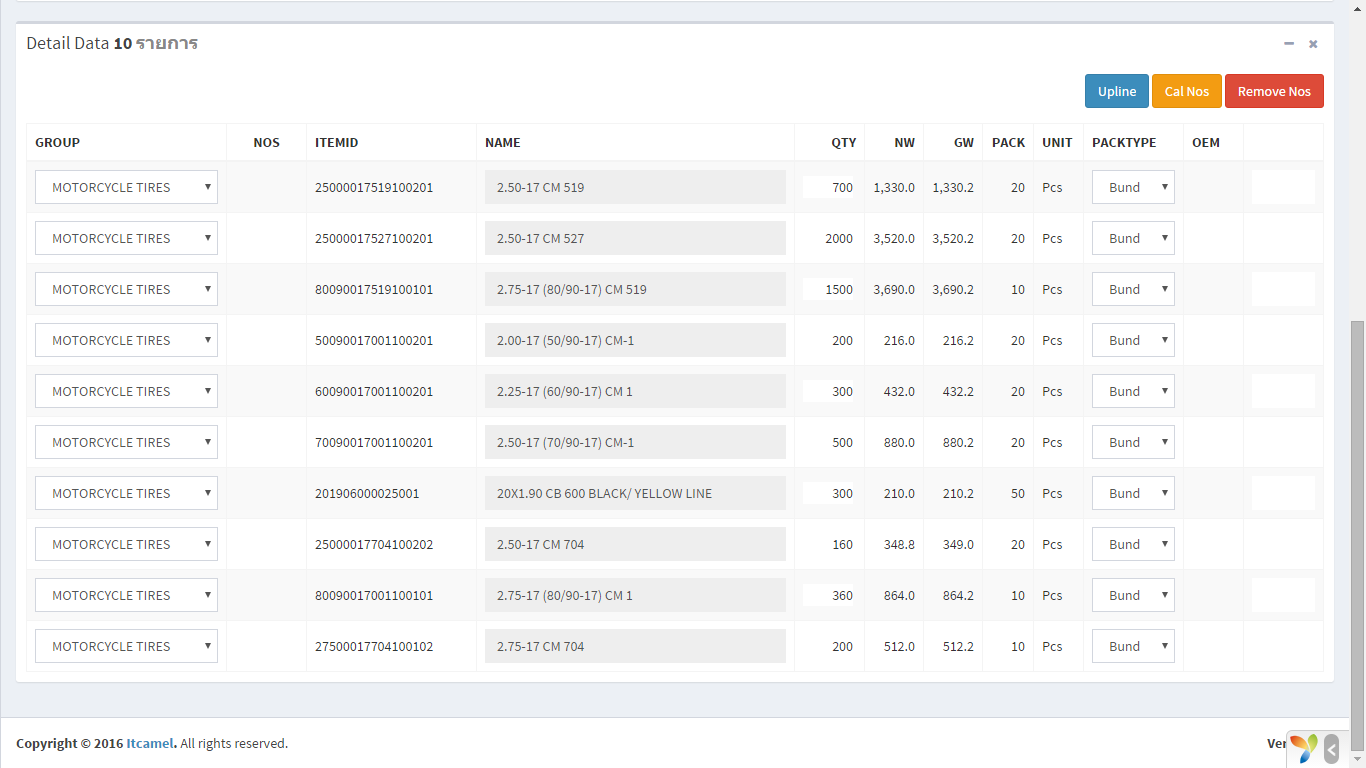 Detail Data 10 รายการ
Upline Cal Nos Remove Nos
GROUP NOS ITEMID NAME QTY NW GW PACK UNIT PACKTYPE OEM
MOTORCYCLE TIRES 25000017519100201 2.50-17 CM 519 700 1,330.0 1,330.2 20 Pcs Bund
MOTORCYCLE TIRES 25000017527100201 2.50-17 CM 527 2000 3,520.0 3,520.2 20 Pcs Bund
MOTORCYCLE TIRES 80090017519100101 2.75-17 (80/90-17) CM 519 1500 3,690.0 3,690.2 10 Pcs Bund
MOTORCYCLE TIRES 50090017001100201 2.00-17 (50/90-17) CM-1 200 216.0 216.2 20 Pcs Bund
MOTORCYCLE TIRES 60090017001100201 2.25-17 (60/90-17) CM 1 300 432.0 432.2 20 Pcs Bund
MOTORCYCLE TIRES 70090017001100201 2.50-17 (70/90-17) CM-1 500 880.0 880.2 20 Pcs Bund
MOTORCYCLE TIRES 201906000025001 20X1.90 CB 600 BLACK/ YELLOW LINE 300 210.0 210.2 50 Pcs Bund
MOTORCYCLE TIRES 25000017704100202 2.50-17 CM 704 160 348.8 349.0 20 Pcs Bund
MOTORCYCLE TIRES 80090017001100101 2.75-17 (80/90-17) CM 1 360 864.0 864.2 10 Pcs Bund
MOTORCYCLE TIRES 27500017704100102 2.75-17 CM 704 200 512.0 512.2 10 Pcs Bund
Copyright © 2016 Itcamel. All rights reserved. Ver